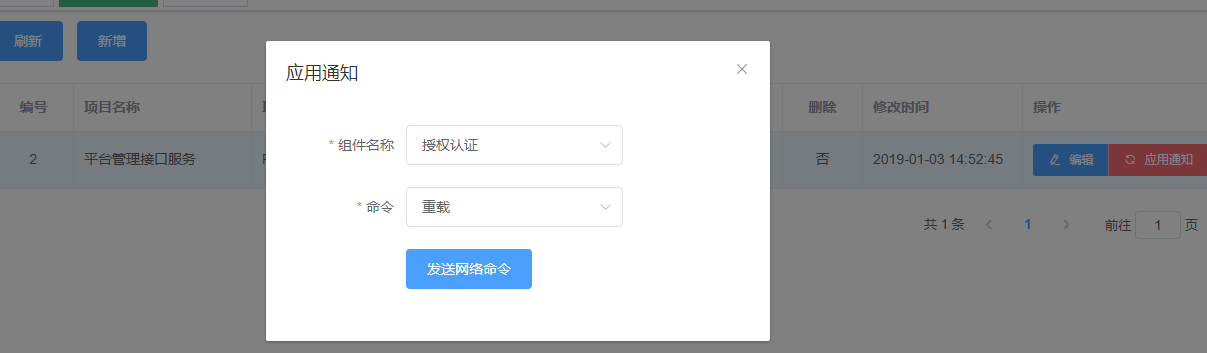 刷新 新增
应用通知
编号 项目名称 删除 修改时间 操作
* 组件名称 授权认证
2 平台管理接口服务 否 2019-01-03 14:52:45 编辑 应用通知
* 命令 重载
共 1 条 1 前往 1 页
发送网络命令